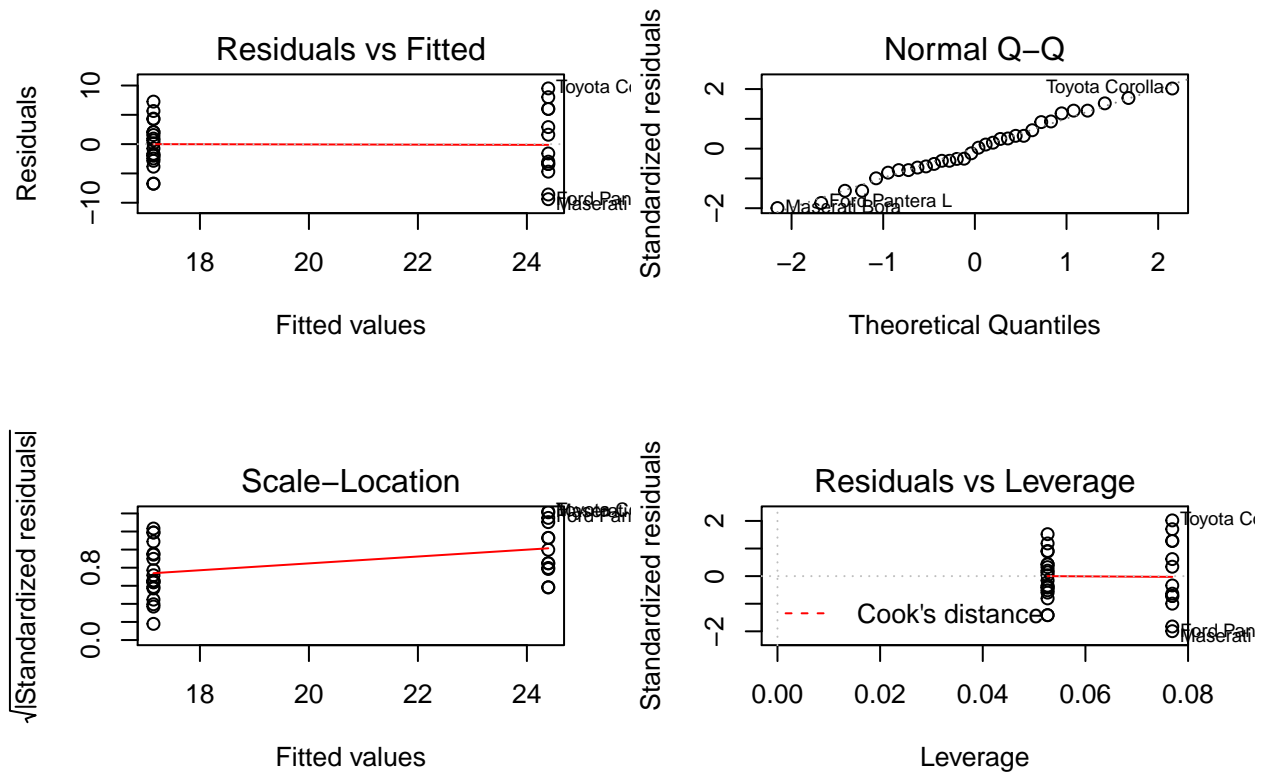 Residuals vs Fitted
Residuals
10
0
−10
Toyota Co
Ford Pan
Maserati
18 20 22 24
Fitted values
Normal Q−Q
Standardized residuals
2
0
−2
Toyota Corolla
Ford Pantera L
Maserati Bora
−2 −1 0 1 2
Theoretical Quantiles
Scale−Location
√|Standardized residuals|
0.8
0.0
Ford Pan
18 20 22 24
Fitted values
Residuals vs Leverage
Standardized residuals
2
0
−2
Toyota Co
Cook's distance
Ford Pan
Maserati
0.00 0.02 0.04 0.06 0.08
Leverage